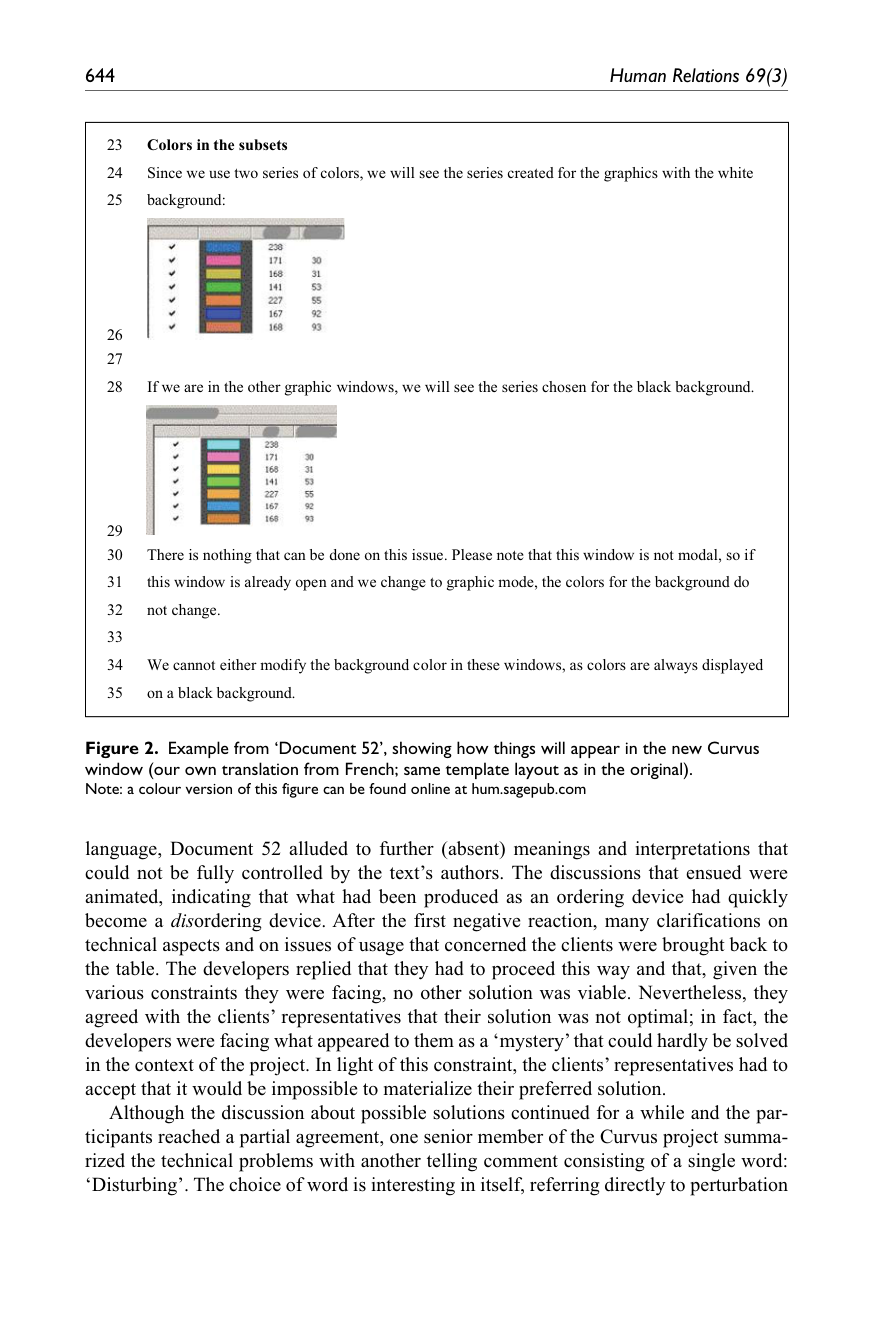 644 Human Relations 69(3)
23 Colors in the subsets
24 Since we use two series of colors, we will see the series created for the graphics with the white
25 background:
238
171 30
168 31
141 53
227 55
167 92
168 93
26
27
28 If we are in the other graphic windows, we will see the series chosen for the black background.
238
171 30
168 31
141 53
227 55
167 92
168 93
29
30 There is nothing that can be done on this issue. Please note that this window is not modal, so if
31 this window is already open and we change to graphic mode, the colors for the background do
32 not change.
33
34 We cannot either modify the background color in these windows, as colors are always displayed
35 on a black background.
Figure 2. Example from ‘Document 52’, showing how things will appear in the new Curvus
window (our own translation from French; same template layout as in the original).
Note: a colour version of this figure can be found online at hum.sagepub.com
language, Document 52 alluded to further (absent) meanings and interpretations that
could not be fully controlled by the text’s authors. The discussions that ensued were
animated, indicating that what had been produced as an ordering device had quickly
become a disordering device. After the first negative reaction, many clarifications on
technical aspects and on issues of usage that concerned the clients were brought back to
the table. The developers replied that they had to proceed this way and that, given the
various constraints they were facing, no other solution was viable. Nevertheless, they
agreed with the clients’ representatives that their solution was not optimal; in fact, the
developers were facing what appeared to them as a ‘mystery’ that could hardly be solved
in the context of the project. In light of this constraint, the clients’ representatives had to
accept that it would be impossible to materialize their preferred solution.
Although the discussion about possible solutions continued for a while and the par-
ticipants reached a partial agreement, one senior member of the Curvus project summa-
rized the technical problems with another telling comment consisting of a single word:
‘Disturbing’. The choice of word is interesting in itself, referring directly to perturbation